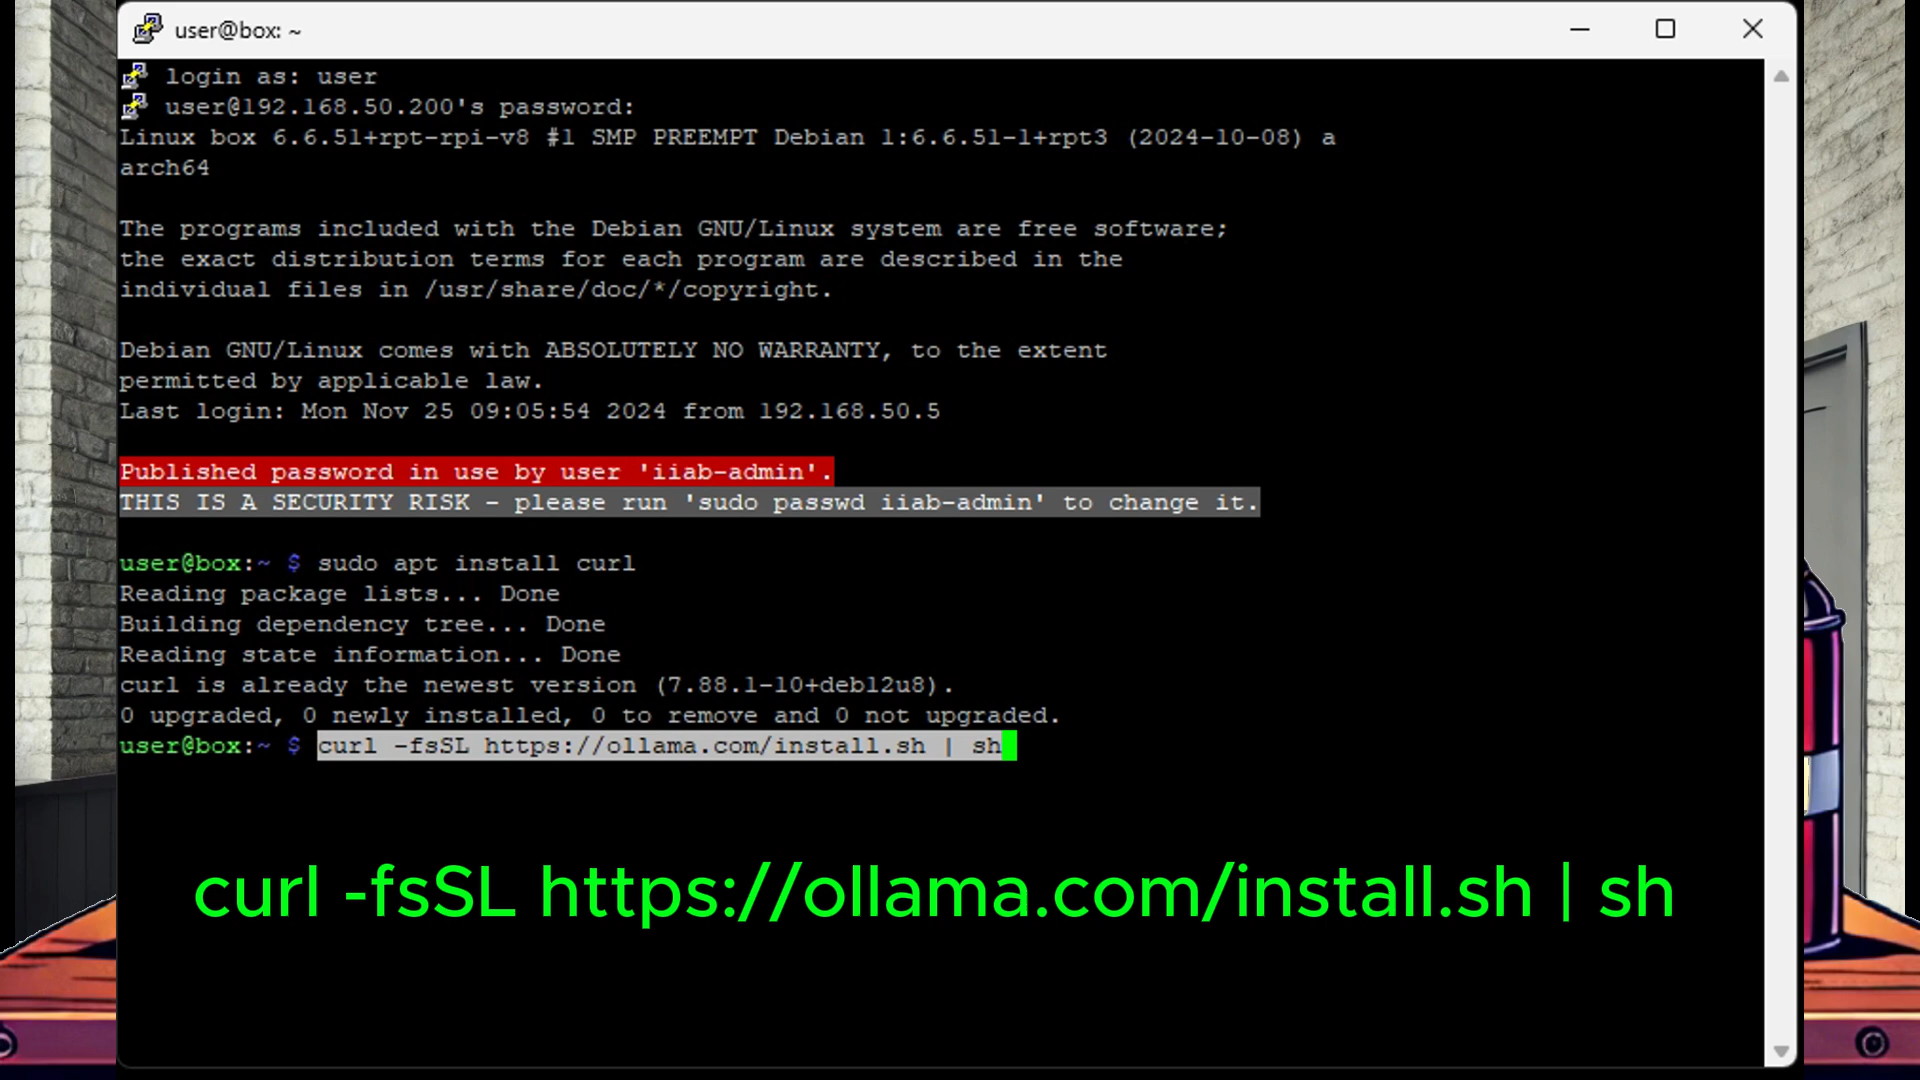 user@box: ~
login as: user
user@192.168.50.200's password:
Linux box 6.6.51+rpt-rpi-v8 #1 SMP PREEMPT Debian 1:6.6.51-1+rpt3 (2024-10-08) a
arch64
The programs included with the Debian GNU/Linux system are free software;
the exact distribution terms for each program are described in the
individual files in /usr/share/doc/*/copyright.
Debian GNU/Linux comes with ABSOLUTELY NO WARRANTY, to the extent
permitted by applicable law.
Last login: Mon Nov 25 09:05:54 2024 from 192.168.50.5
Published password in use by user 'iiab-admin'.
THIS IS A SECURITY RISK - please run 'sudo passwd iiab-admin' to change it.
user@box:~ $ sudo apt install curl
Reading package lists... Done
Building dependency tree... Done
Reading state information... Done
curl is already the newest version (7.88.1-10+deb12u8).
0 upgraded, 0 newly installed, 0 to remove and 0 not upgraded.
user@box:~ $ curl -fsSL https://ollama.com/install.sh | sh
curl -fsSL https://ollama.com/install.sh | sh